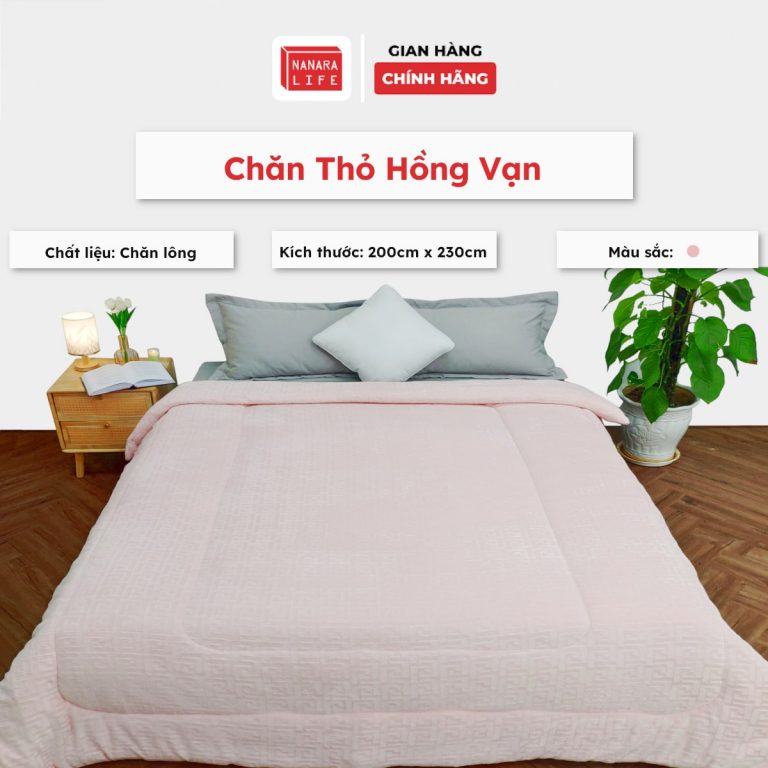 NANARA
LIFE
GIAN HÀNG
CHÍNH HÃNG
Chăn Thỏ Hồng Vạn
Chất liệu: Chăn lông
Kích thước: 200cm x 230cm
Màu sắc: